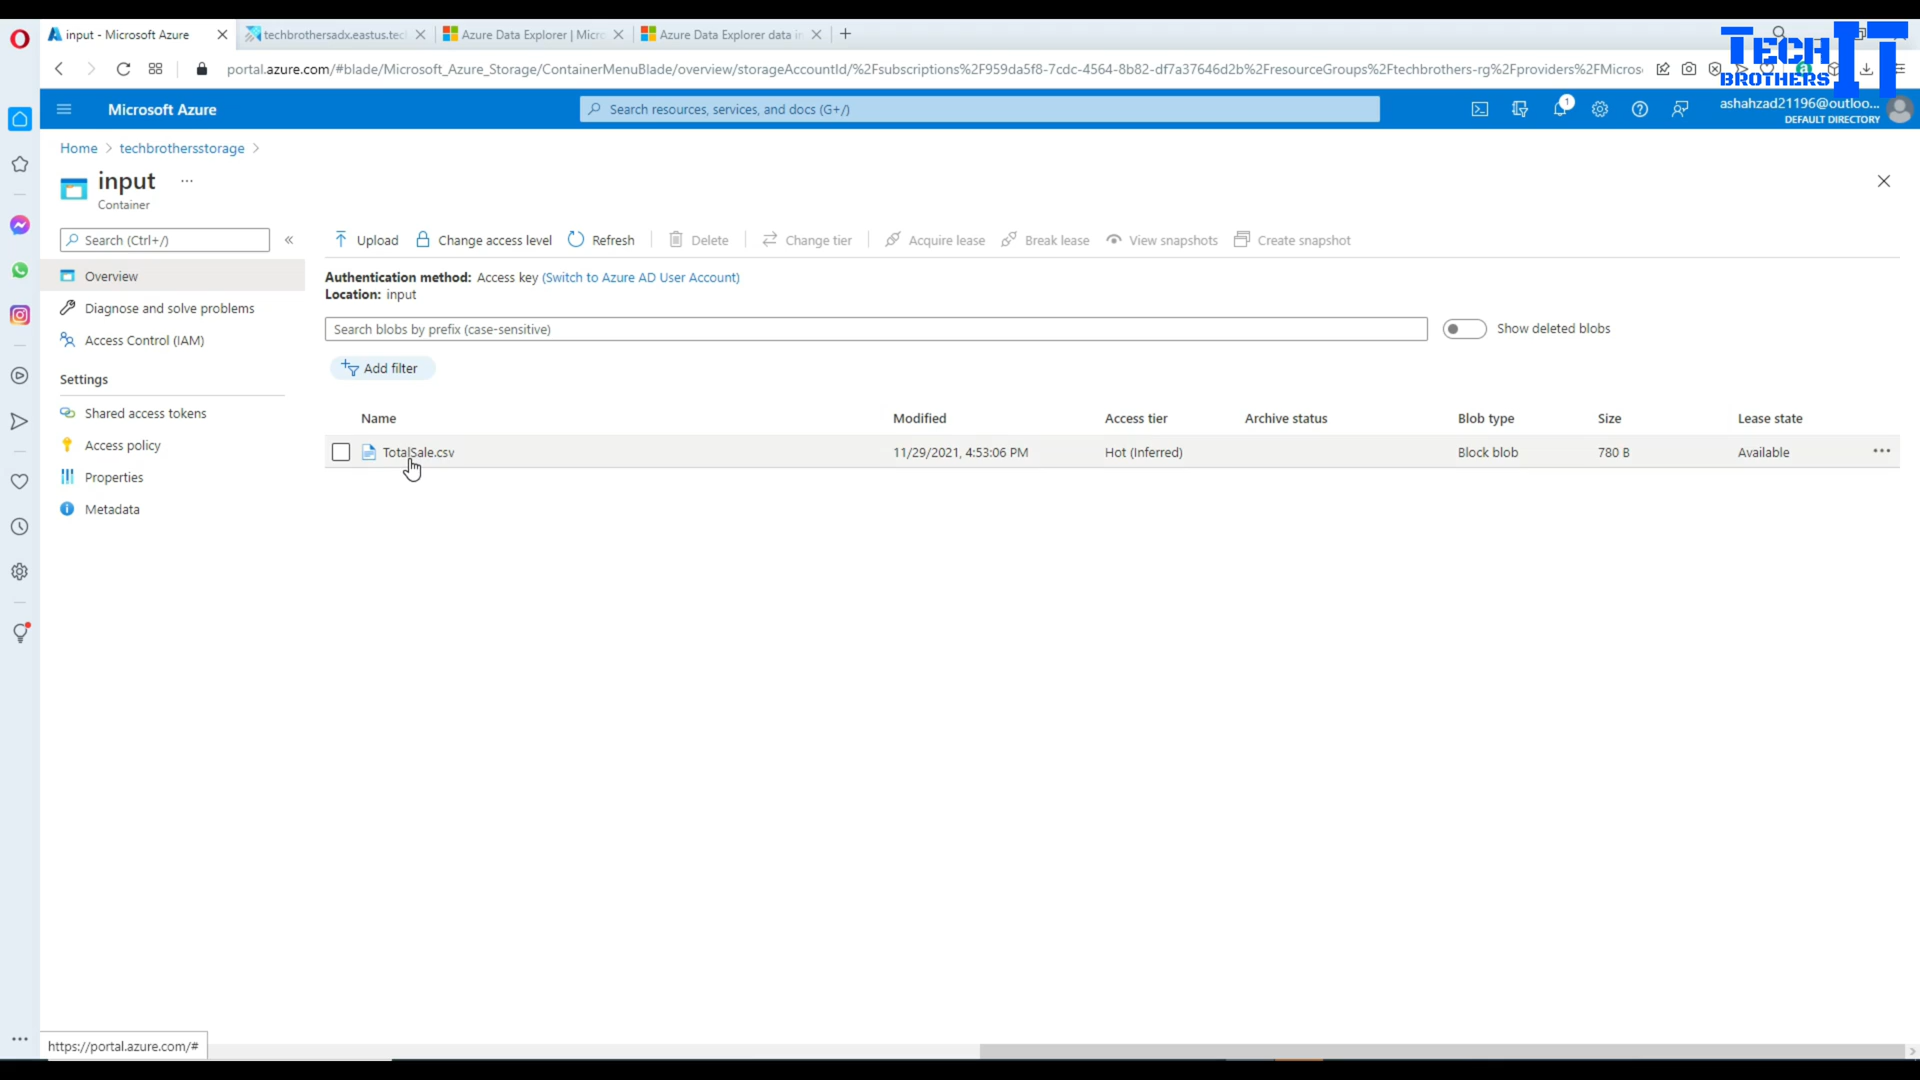 input - Microsoft Azure
techbrothersadx.eastus.tec
Azure Data Explorer | Micro
Azure Data Explorer data in
TECH IT
BROTHERS
portal.azure.com/#blade/Microsoft_Azure_Storage/ContainerMenuBlade/overview/storageAccountId/%2Fsubscriptions%2F959da5f8-7cdc-4564-8b82-df7a37646d2b%2FresourceGroups%2Ftechbrothers-rg%2Fproviders%2FMicros
Microsoft Azure
Search resources, services, and docs (G+/)
1
ashahzad21196@outloo...
DEFAULT DIRECTORY
Home > techbrothersstorage >
input ...
Container
Search (Ctrl+/)
Upload Change access level Refresh Delete Change tier Acquire lease Break lease View snapshots Create snapshot
Overview
Diagnose and solve problems
Access Control (IAM)
Settings
Shared access tokens
Access policy
Properties
Metadata
Authentication method: Access key (Switch to Azure AD User Account)
Location: input
Search blobs by prefix (case-sensitive)
Show deleted blobs
Add filter
Name Modified Access tier Archive status Blob type Size Lease state
TotalSale.csv 11/29/2021, 4:53:06 PM Hot (Inferred) Block blob 780 B Available
https://portal.azure.com/#